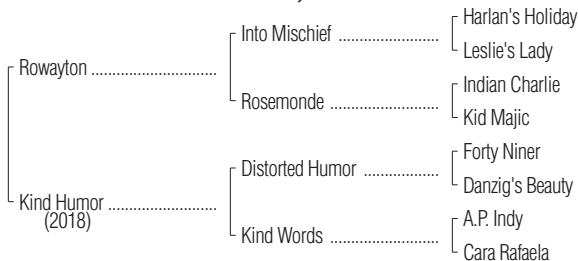 Harlan's Holiday
Into Mischief ........................
Leslie's Lady
Rowayton ..............................
Indian Charlie
Rosemonde ..........................
Kid Majic
Forty Niner
Distorted Humor ..................
Danzig's Beauty
Kind Humor ..........................
(2018)
A.P. Indy
Kind Words ..........................
Cara Rafaela